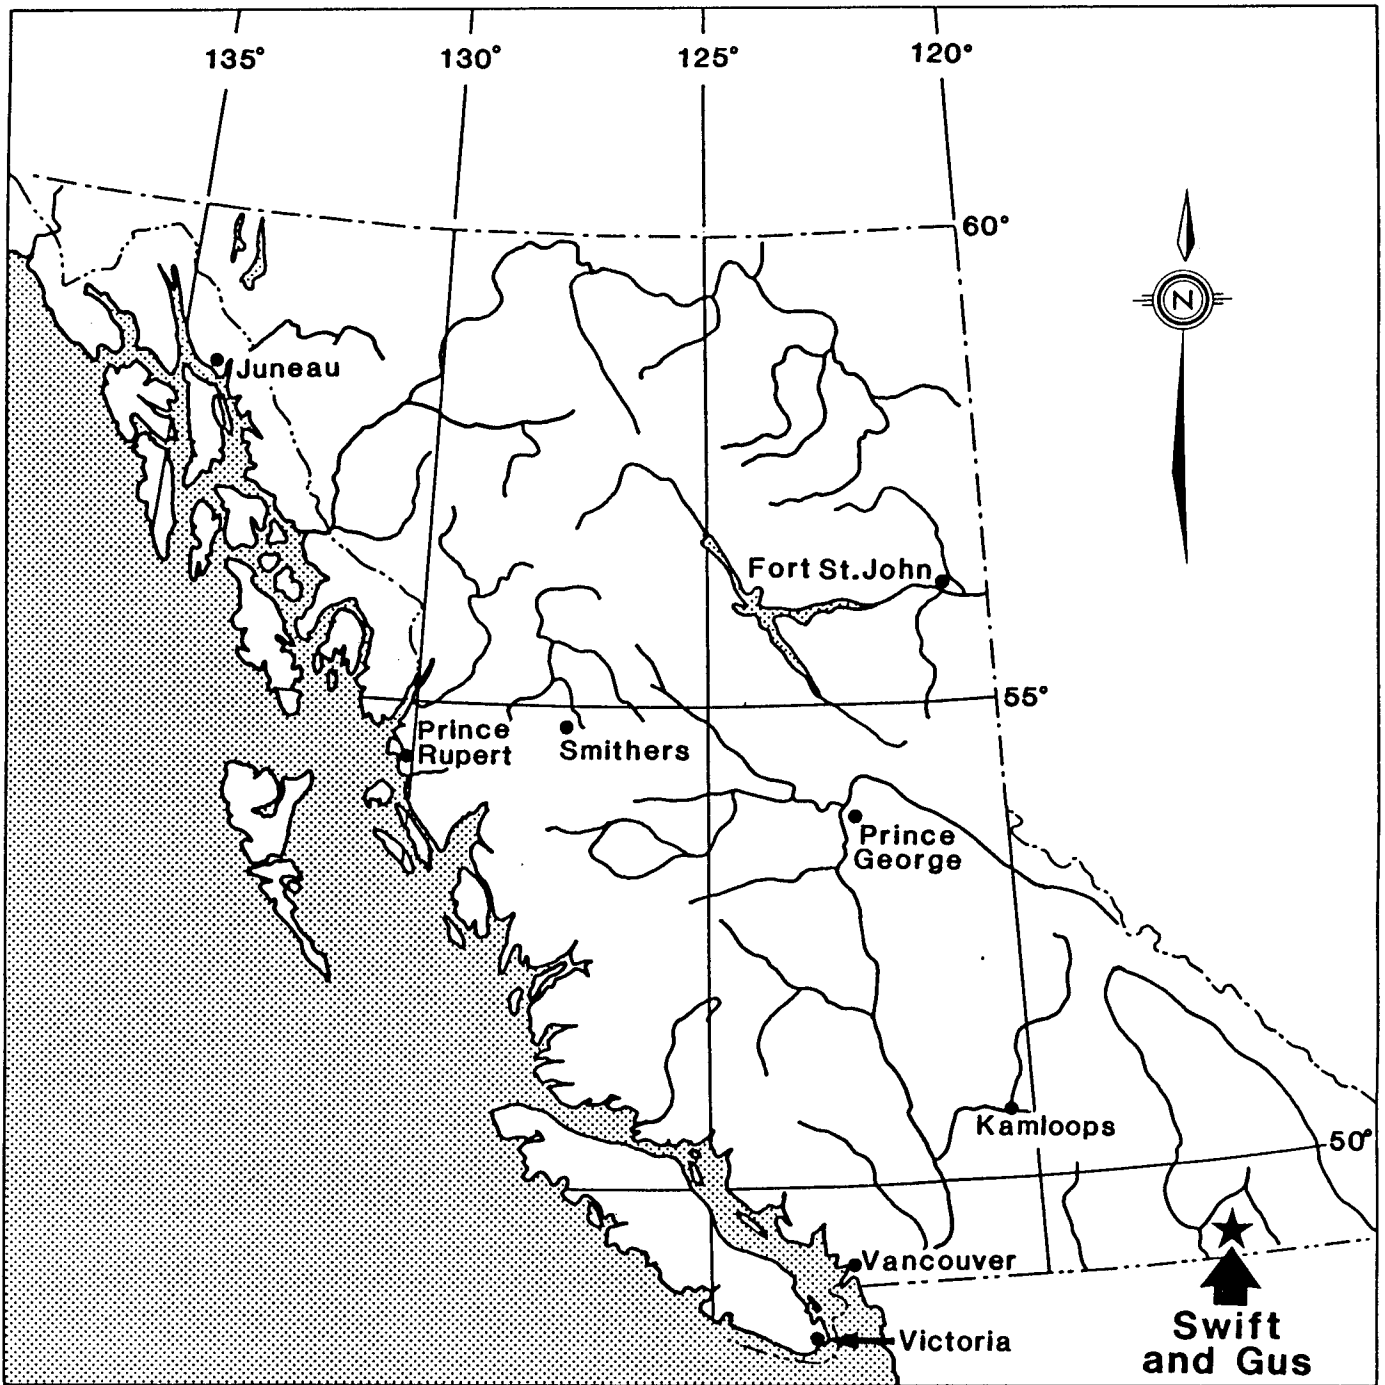 135° 130° 125° 120°
60°
N
Juneau
Fort St.John
55°
Prince
Rupert
Smithers
Prince
George
Kamloops
50°
Vancouver
Victoria
Swift
and Gus